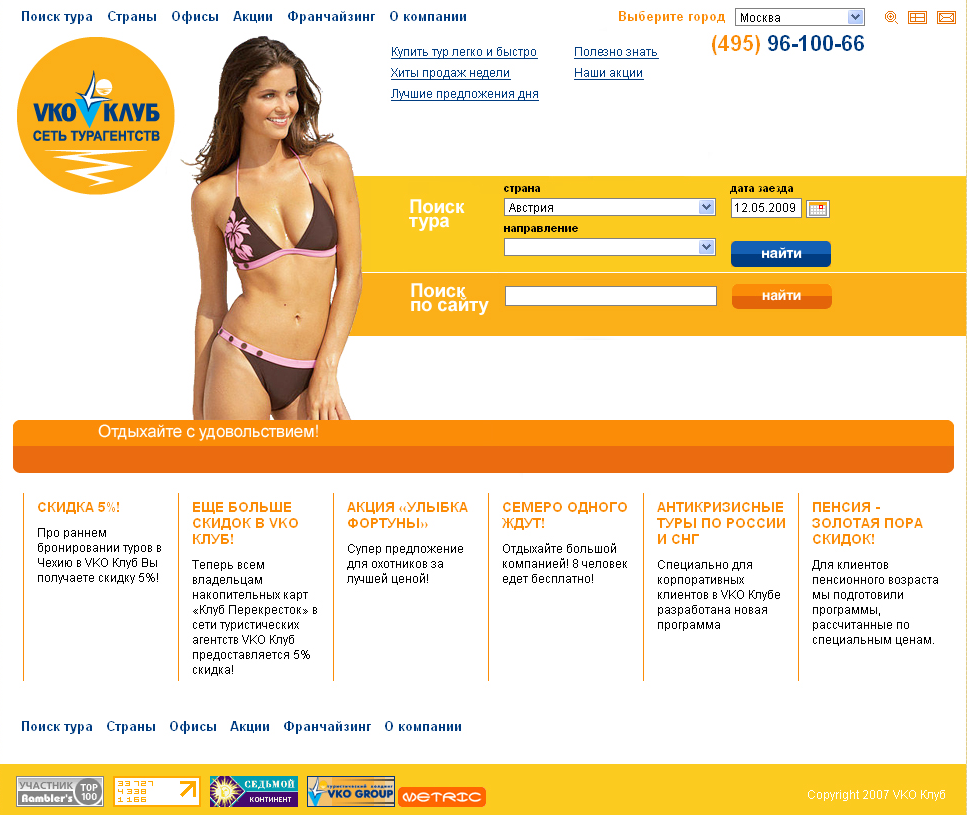 Поиск тура Страны Офисы Акции Франчайзинг О компании
Выберите город Москва
(495) 96-100-66
VKO КЛУБ
СЕТЬ ТУРАГЕНТСТВ
Купить тур легко и быстро
Хиты продаж недели
Лучшие предложения дня
Полезно знать
Наши акции
Поиск
тура
страна
Австрия
направление
дата заезда
12.05.2009
найти
Поиск
по сайту
найти
Отдыхайте с удовольствием!
СКИДКА 5%!
Про раннем
бронировании туров в
Чехию в VKO Клуб Вы
получаете скидку 5%!
ЕЩЕ БОЛЬШЕ
СКИДОК В VKO
КЛУБ!
Теперь всем
владельцам
накопительных карт
«Клуб Перекресток» в
сети туристических
агентств VKO Клуб
предоставляется 5%
скидка!
АКЦИЯ «УЛЫБКА
ФОРТУНЫ»
Супер предложение
для охотников за
лучшей ценой!
СЕМЕРО ОДНОГО
ЖДУТ!
Отдыхайте большой
компанией! 8 человек
едет бесплатно!
АНТИКРИЗИСНЫЕ
ТУРЫ ПО РОССИИ
И СНГ
Специально для
корпоративных
клиентов в VKO Клубе
разработана новая
программа
ПЕНСИЯ -
ЗОЛОТАЯ ПОРА
СКИДОК!
Для клиентов
пенсионного возраста
мы подготовили
программы,
рассчитанные по
специальным ценам.
Поиск тура Страны Офисы Акции Франчайзинг О компании
УЧАСТНИК
Rambler's
TOP
100
33727
4338
1166
СЕДЬМОЙ
КОНТИНЕНТ
туристический холдинг
VKO GROUP
METRIC
Copyright 2007 VKO Клуб